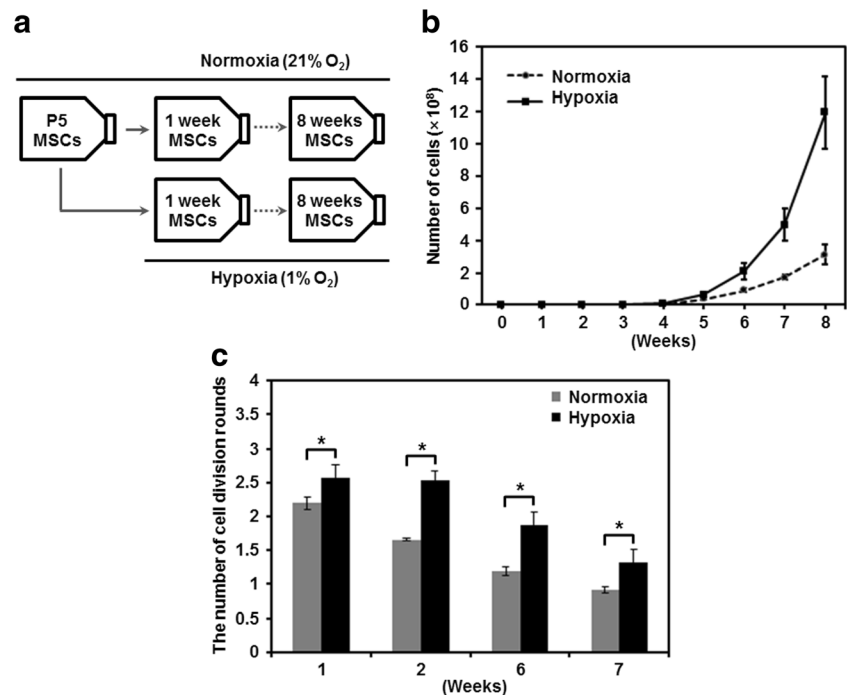 a
Normoxia (21% O₂)
P5
MSCs
1 week
MSCs
8 weeks
MSCs
1 week
MSCs
8 weeks
MSCs
Hypoxia (1% O₂)
b
Number of cells (×10⁸)
16
14
12
10
8
6
4
2
0
Normoxia
Hypoxia
0 1 2 3 4 5 6 7 8
(Weeks)
c
The number of cell division rounds
4
3.5
3
2.5
2
1.5
1
0.5
0
Normoxia
Hypoxia
* * * *
1 2 6 7
(Weeks)